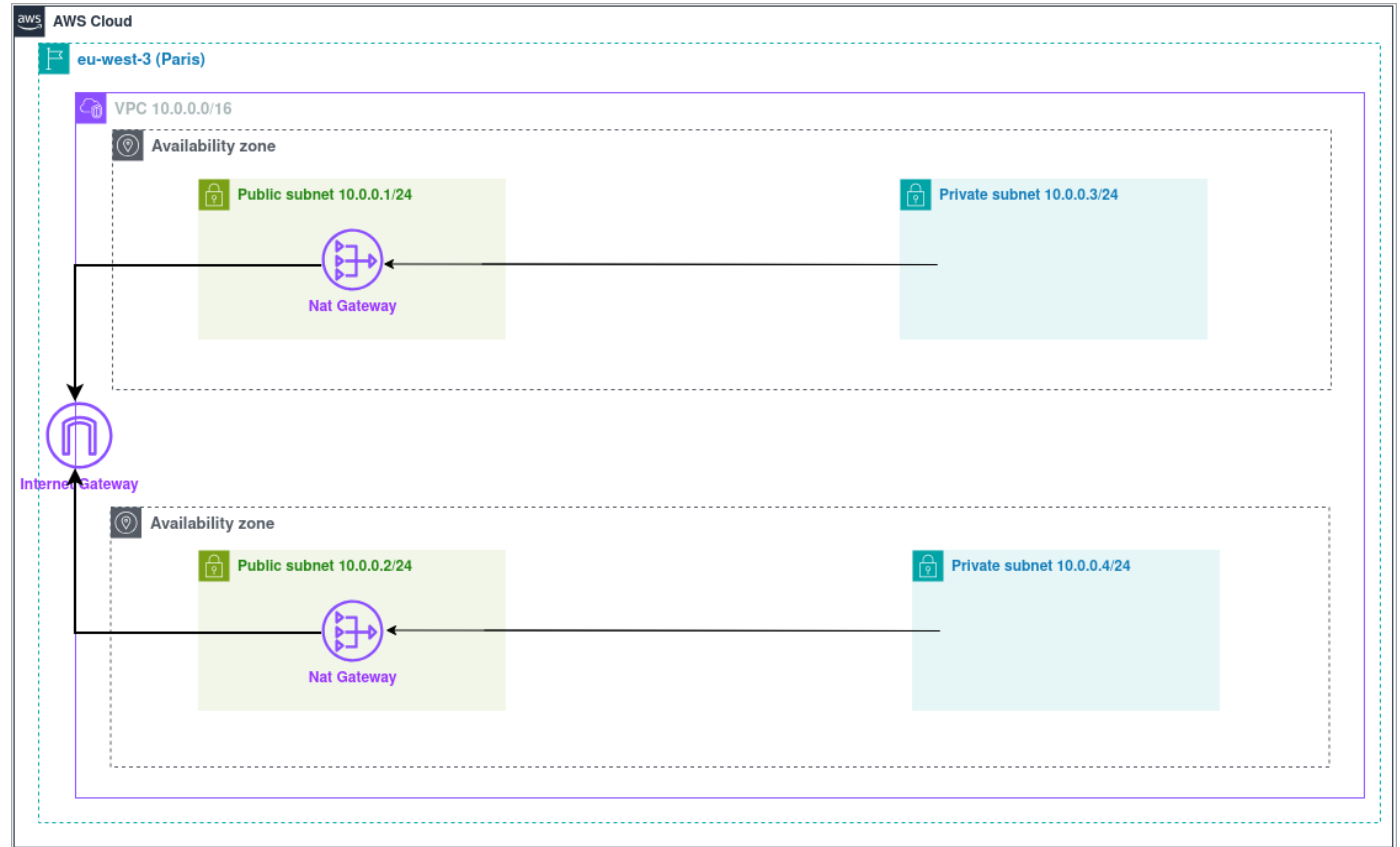 aws
AWS Cloud
eu-west-3 (Paris)
VPC 10.0.0.0/16
Availability zone
Public subnet 10.0.0.1/24
Private subnet 10.0.0.3/24
Nat Gateway
Internet Gateway
Availability zone
Public subnet 10.0.0.2/24
Private subnet 10.0.0.4/24
Nat Gateway